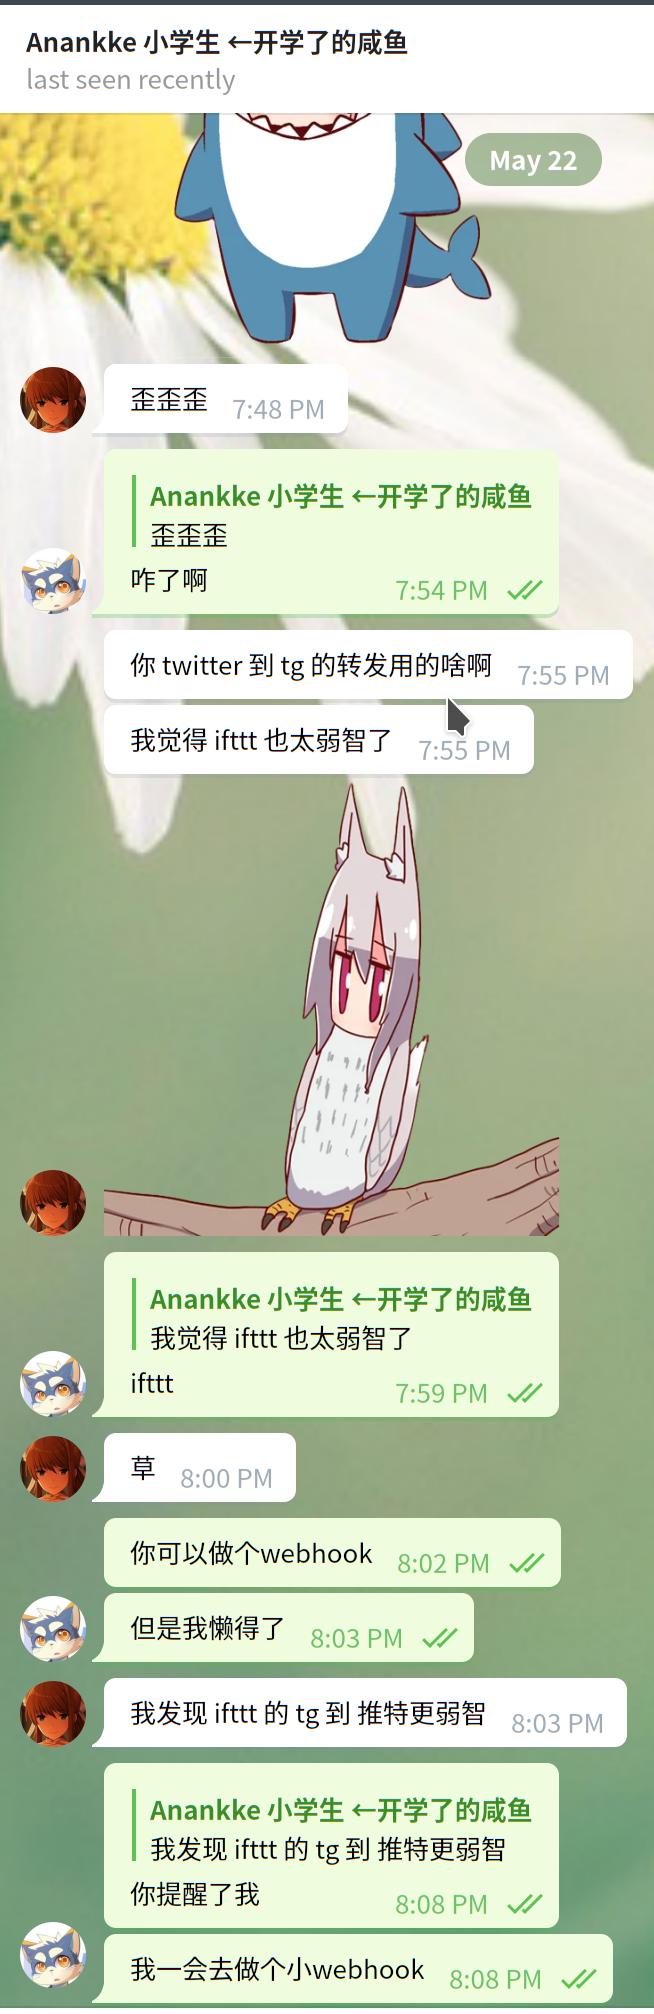 Anankke 小学生 ←开学了的咸鱼
last seen recently
May 22
歪歪歪 7:48 PM
Anankke 小学生 ←开学了的咸鱼
歪歪歪
咋了啊 7:54 PM
你 twitter 到 tg 的转发用的啥啊 7:55 PM
我觉得 ifttt 也太弱智了 7:55 PM
Anankke 小学生 ←开学了的咸鱼
我觉得 ifttt 也太弱智了
ifttt 7:59 PM
草 8:00 PM
你可以做个webhook 8:02 PM
但是我懒得了 8:03 PM
我发现 ifttt 的 tg 到 推特更弱智 8:03 PM
Anankke 小学生 ←开学了的咸鱼
我发现 ifttt 的 tg 到 推特更弱智
你提醒了我 8:08 PM
我一会去做个小webhook 8:08 PM